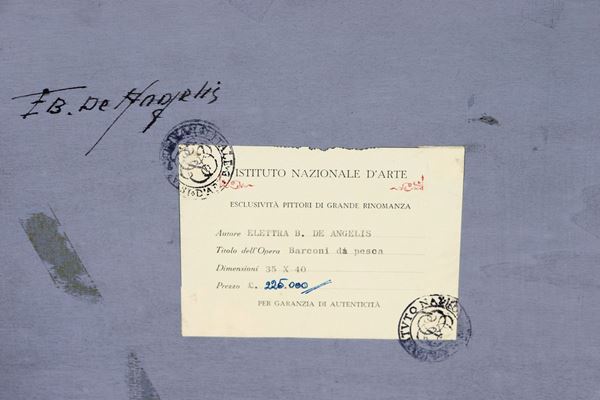 E B. De Angelis
ISTITUTO NAZIONALE D'ARTE
ESCLUSIVITÀ PITTORI DI GRANDE RINOMANZA
Autore ELETTRA B. DE ANGELIS
Titolo dell'Opera Barconi da pesca
Dimensioni 35 X 40
Prezzo £. 225.000
PER GARANZIA DI AUTENTICITÀ